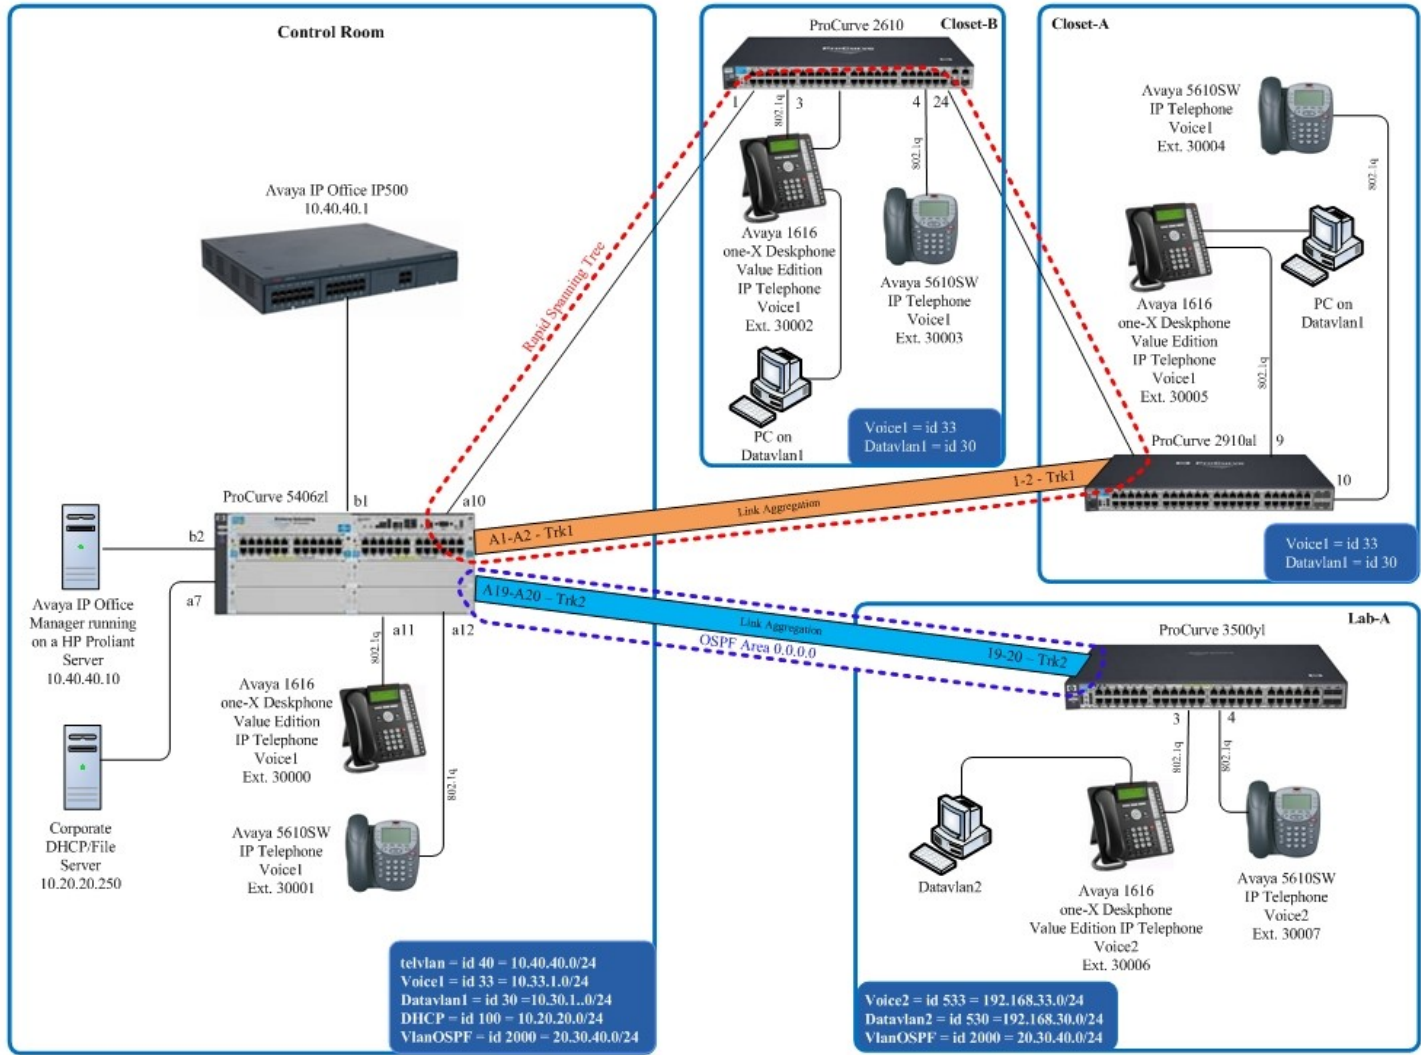 Control Room
Avaya IP Office IP500
10.40.40.1
ProCurve 5406zl
b1
a10
b2
a7
a11
a12
802.1q
802.1q
Avaya IP Office
Manager running
on a HP Proliant
Server
10.40.40.10
Corporate
DHCP/File
Server
10.20.20.250
Avaya 1616
one-X Deskphone
Value Edition
IP Telephone
Voice1
Ext. 30000
Avaya 5610SW
IP Telephone
Voice1
Ext. 30001
telvlan = id 40 = 10.40.40.0/24
Voice1 = id 33 = 10.33.1.0/24
Datavlan1 = id 30 =10.30.1..0/24
DHCP = id 100 = 10.20.20.0/24
VlanOSPF = id 2000 = 20.30.40.0/24
Rapid Spanning Tree
A1-A2 - Trk1
Link Aggregation
1-2 - Trk1
A19-A20 – Trk2
Link Aggregation
19-20 – Trk2
OSPF Area 0.0.0.0
ProCurve 2610
Closet-B
ProCurve
1
3
4
24
802.1q
802.1q
Avaya 1616
one-X Deskphone
Value Edition
IP Telephone
Voice1
Ext. 30002
Avaya 5610SW
IP Telephone
Voice1
Ext. 30003
PC on
Datavlan1
Voice1 = id 33
Datavlan1 = id 30
Closet-A
Avaya 5610SW
IP Telephone
Voice1
Ext. 30004
802.1q
Avaya 1616
one-X Deskphone
Value Edition
IP Telephone
Voice1
Ext. 30005
802.1q
PC on
Datavlan1
ProCurve 2910al
9
10
ProCurve
Voice1 = id 33
Datavlan1 = id 30
Lab-A
ProCurve 3500yl
3
4
802.1q
802.1q
Datavlan2
Avaya 1616
one-X Deskphone
Value Edition IP Telephone
Voice2
Ext. 30006
Avaya 5610SW
IP Telephone
Voice2
Ext. 30007
Voice2 = id 533 = 192.168.33.0/24
Datavlan2 = id 530 =192.168.30.0/24
VlanOSPF = id 2000 = 20.30.40.0/24